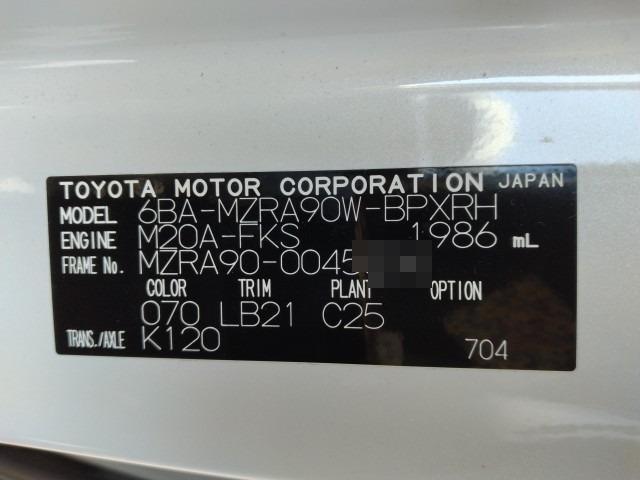 TOYOTA MOTOR CORPORATION JAPAN
MODEL 6BA-MZRA90W-BPXRH
ENGINE M20A-FKS 1986 mL
FRAME No. MZRA90-0045
COLOR TRIM PLANT OPTION
070 LB21 C25
TRANS./AXLE K120 704